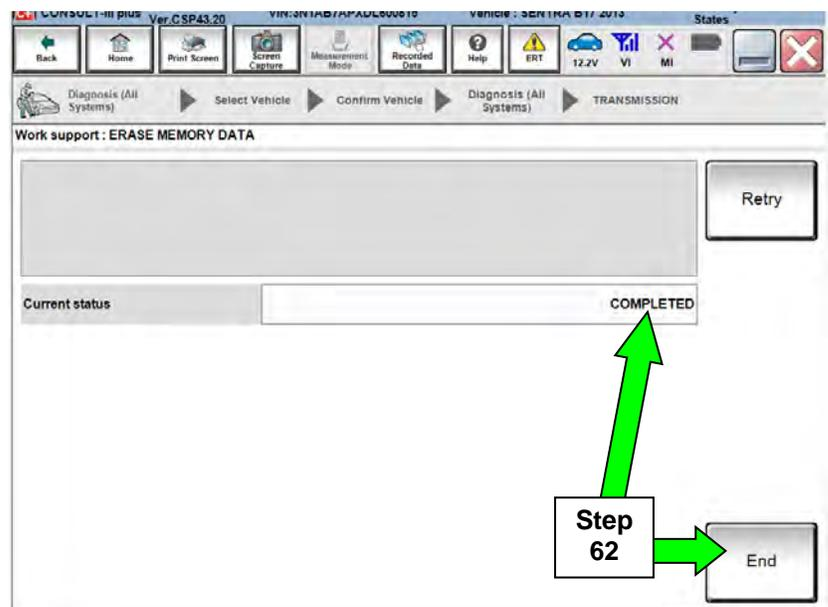 CONSULT-III plus Ver.CSP43.20 VIN:3N1AB7APXDL600816 Vehicle : SENTRA B17 2013 States
Back
Home
Print Screen
Screen Capture
Measurement Mode
Recorded Data
Help
ERT
12.2V
VI
MI
Diagnosis (All Systems)
Select Vehicle
Confirm Vehicle
Diagnosis (All Systems)
TRANSMISSION
Work support : ERASE MEMORY DATA
Retry
Current status
COMPLETED
Step
62
End